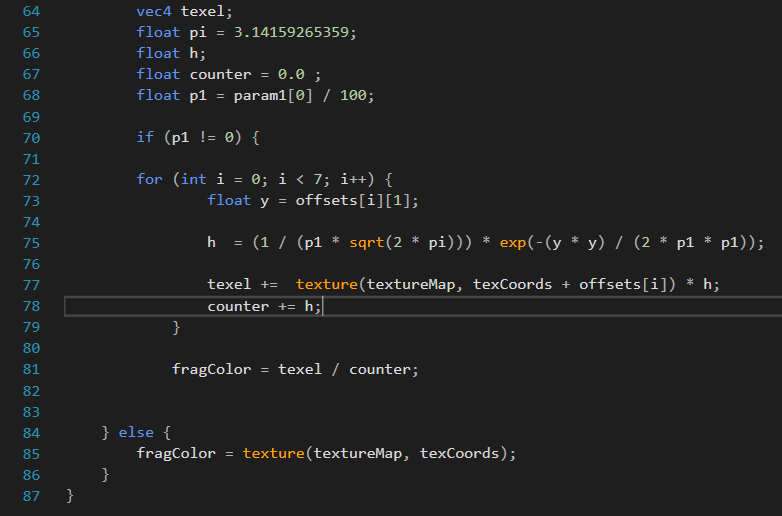 64 vec4 texel;
65 float pi = 3.14159265359;
66 float h;
67 float counter = 0.0 ;
68 float p1 = param1[0] / 100;
69
70 if (p1 != 0) {
71
72 for (int i = 0; i < 7; i++) {
73 float y = offsets[i][1];
74
75 h  = (1 / (p1 * sqrt(2 * pi))) * exp(-(y * y) / (2 * p1 * p1));
76
77 texel +=  texture(textureMap, texCoords + offsets[i]) * h;
78 counter += h;
79 }
80
81 fragColor = texel / counter;
82
83
84 } else {
85 fragColor = texture(textureMap, texCoords);
86 }
87 }